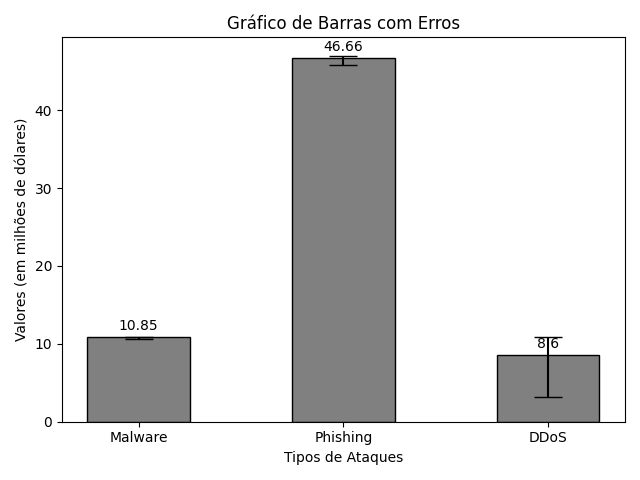 Gráfico de Barras com Erros
46.66
10.85
8.6
Valores (em milhões de dólares)
40
30
20
10
0
Malware
Phishing
DDoS
Tipos de Ataques